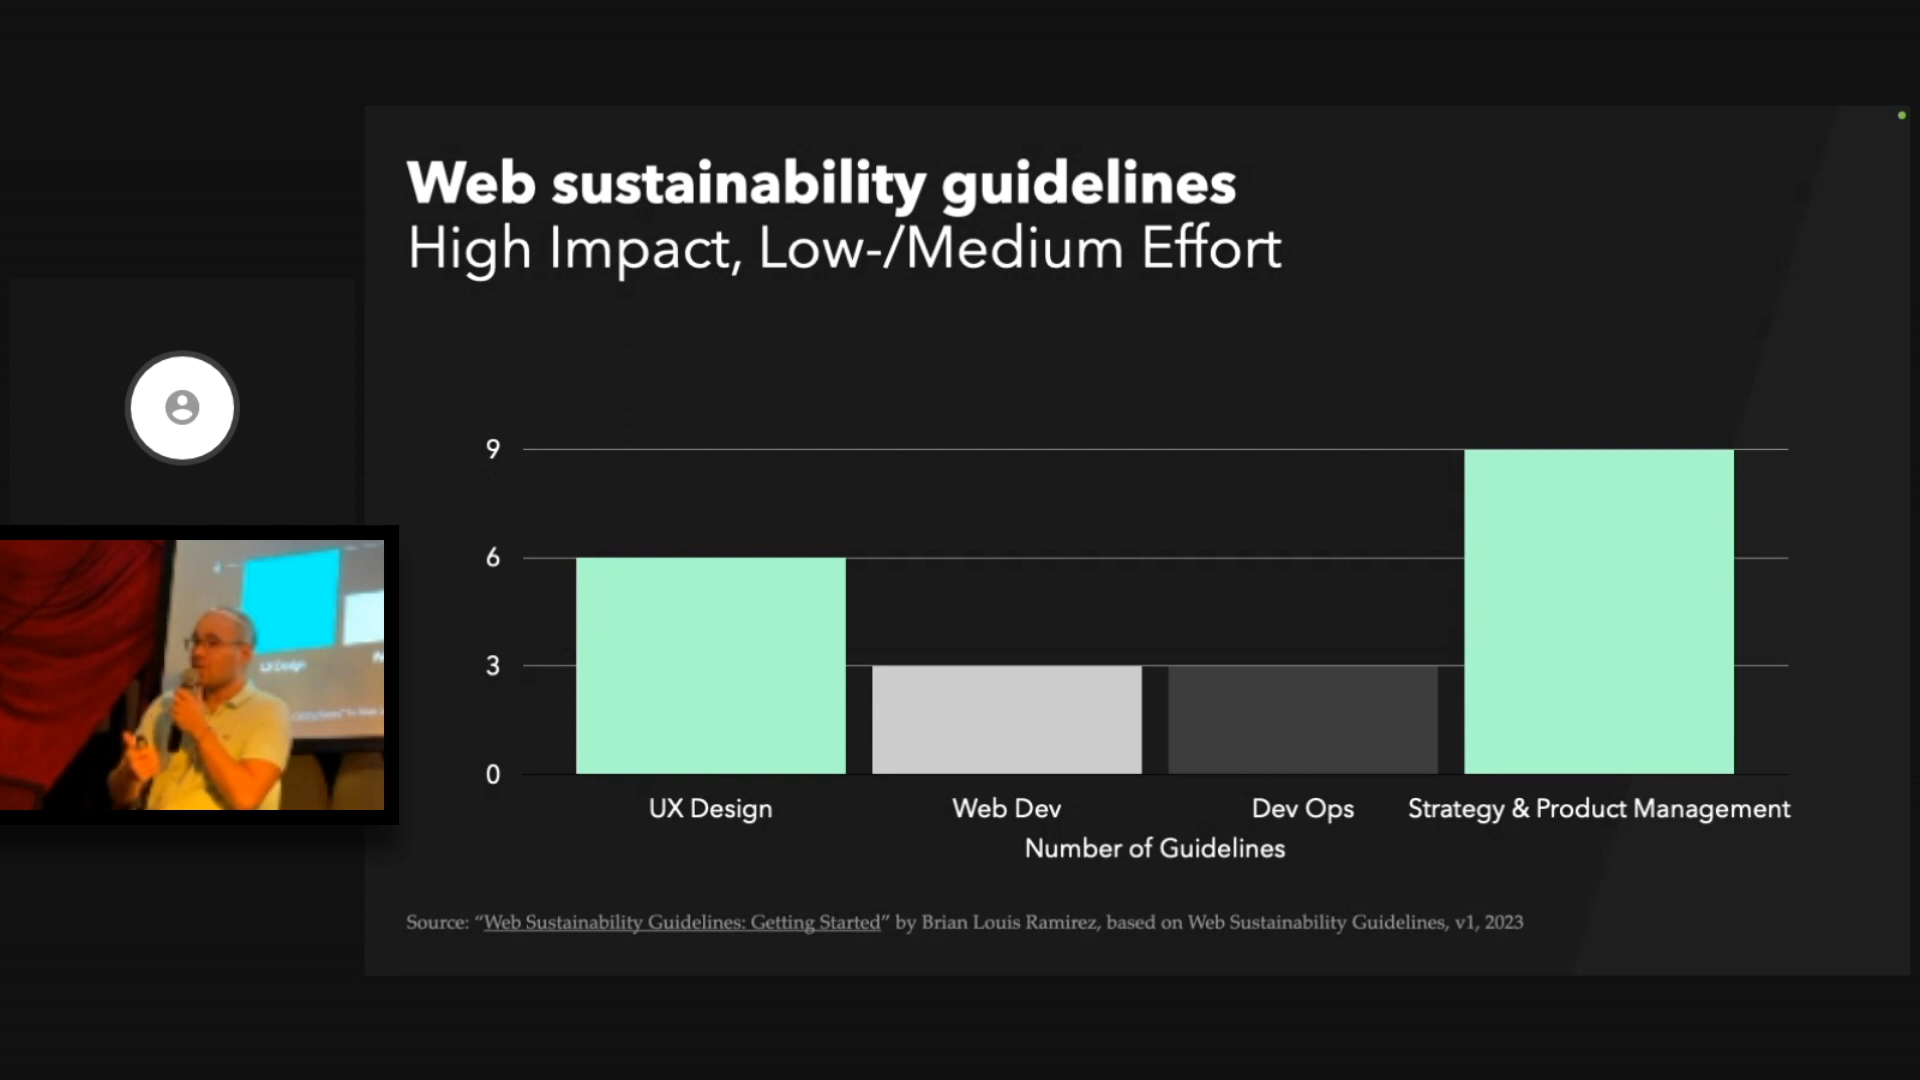 Web sustainability guidelines
High Impact, Low-/Medium Effort
9
6
3
0
UX Design
Web Dev
Dev Ops
Strategy & Product Management
Number of Guidelines
Source: “Web Sustainability Guidelines: Getting Started” by Brian Louis Ramirez, based on Web Sustainability Guidelines, v1, 2023
UX Design